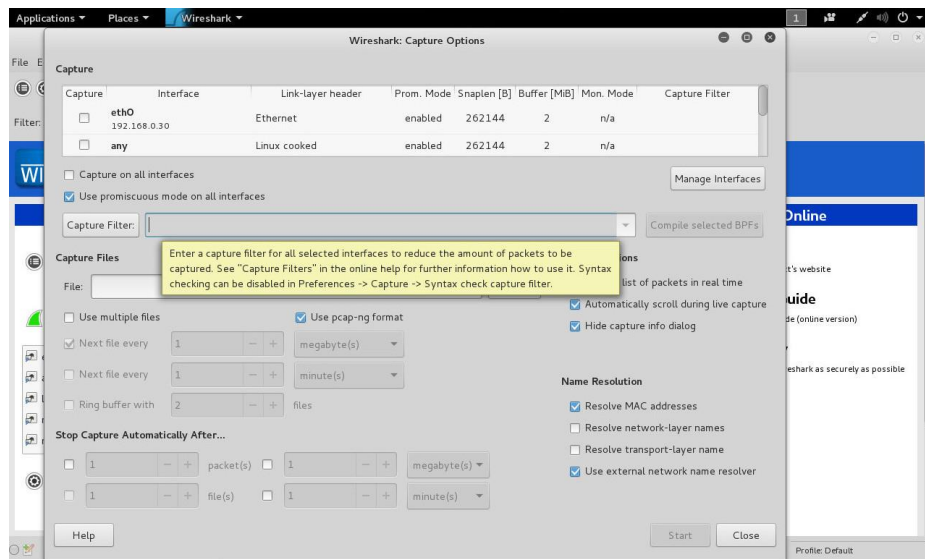 Applications Places Wireshark 1
Wireshark: Capture Options
File E
Capture
Capture Interface Link-layer header Prom. Mode Snaplen [B] Buffer [MiB] Mon. Mode Capture Filter
eth0
192.168.0.30 Ethernet enabled 262144 2 n/a
any Linux cooked enabled 262144 2 n/a
Filter:
WI
Capture on all interfaces
Manage Interfaces
Use promiscuous mode on all interfaces
Capture Filter: Compile selected BPFs
Online
Enter a capture filter for all selected interfaces to reduce the amount of packets to be
captured. See "Capture Filters" in the online help for further information how to use it. Syntax
checking can be disabled in Preferences -> Capture -> Syntax check capture filter.
Capture Files
ions
File:
list of packets in real time
t's website
Automatically scroll during live capture
uide
Use multiple files Use pcap-ng format
Hide capture info dialog
de (online version)
Next file every 1 megabyte(s)
Next file every 1 minute(s)
eshark as securely as possible
Name Resolution
Ring buffer with 2 files
Resolve MAC addresses
Resolve network-layer names
Stop Capture Automatically After...
Resolve transport-layer name
1 packet(s) 1 megabyte(s)
Use external network name resolver
1 file(s) 1 minute(s)
Help Start Close
Profile: Default